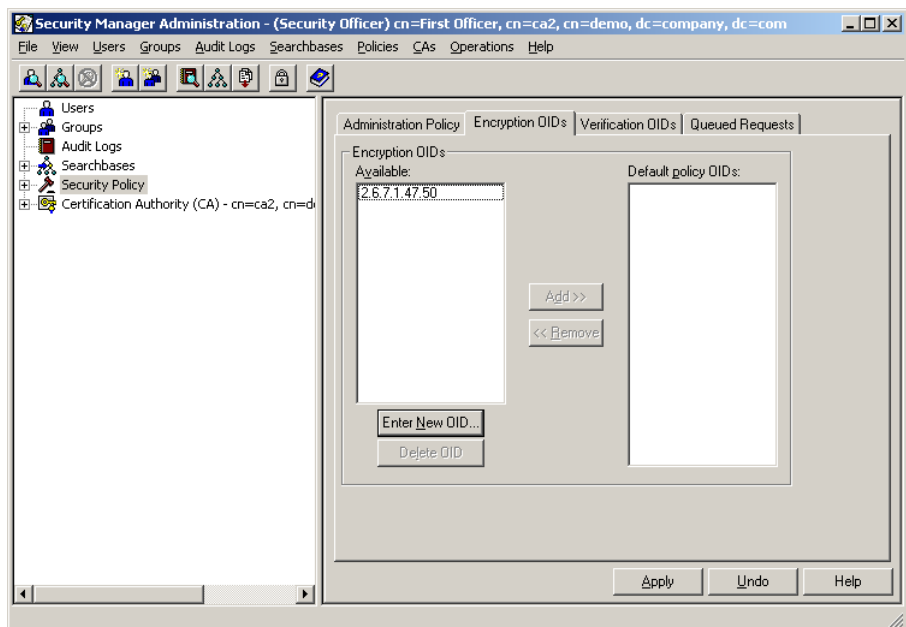 Security Manager Administration - (Security Officer) cn=First Officer, cn=ca2, cn=demo, dc=company, dc=com
File View Users Groups Audit Logs Searchbases Policies CAs Operations Help
Users
Groups
Audit Logs
Searchbases
Security Policy
Certification Authority (CA) - cn=ca2, cn=d
Administration Policy Encryption OIDs Verification OIDs Queued Requests
Encryption OIDs
Available: Default policy OIDs:
2.6.7.1.47.50
Add >>
<< Remove
Enter New OID...
Delete OID
Apply Undo Help